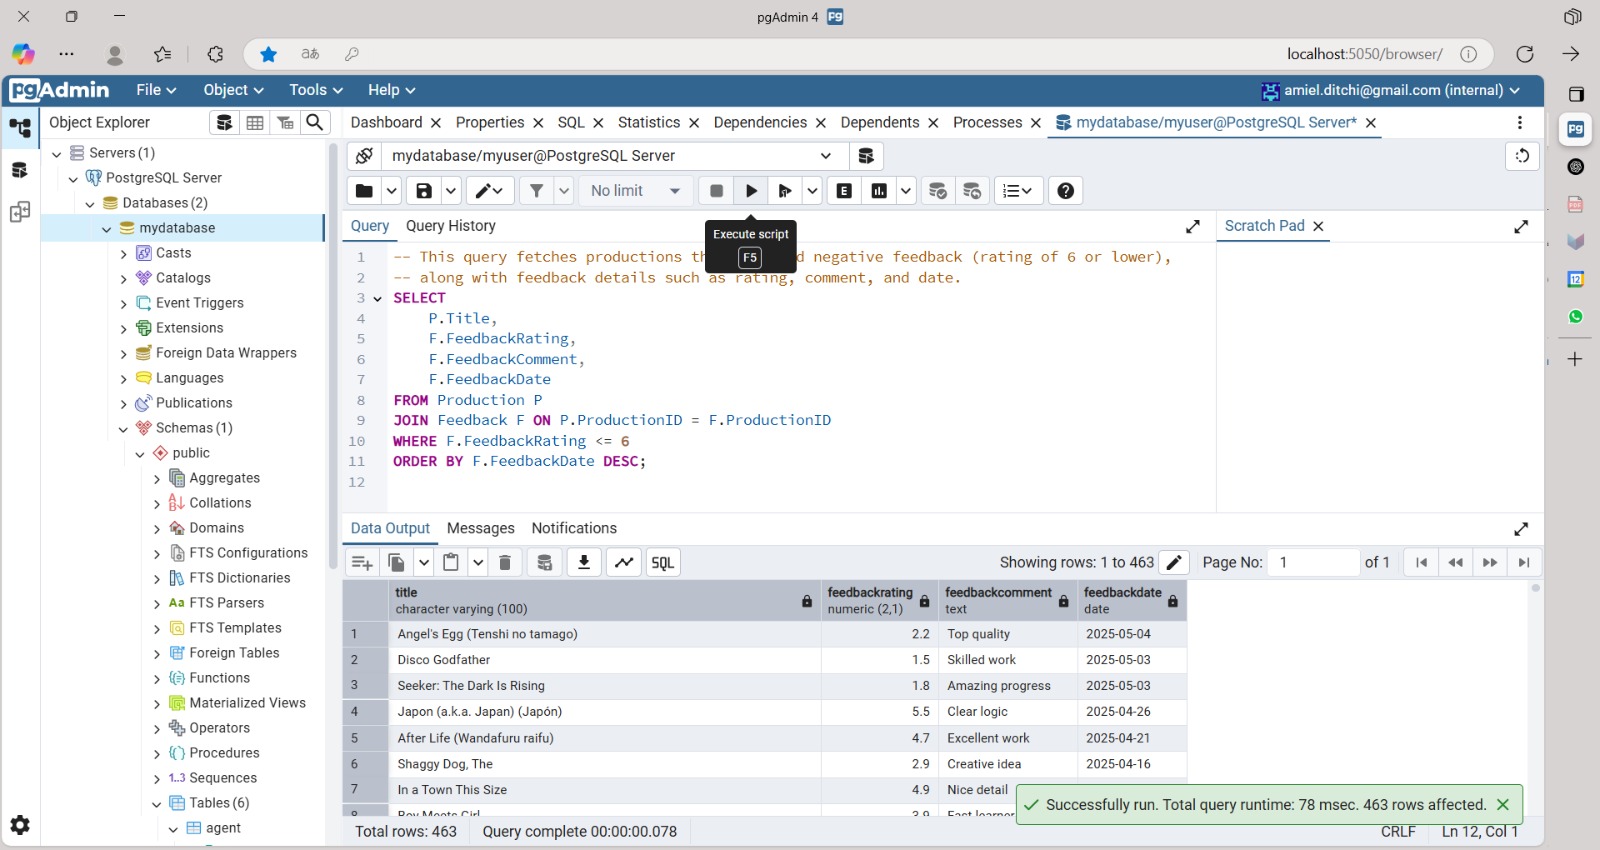 pgAdmin 4
localhost:5050/browser/
pgAdmin File Object Tools Help amiel.ditchi@gmail.com (internal)
Object Explorer
Dashboard Properties SQL Statistics Dependencies Dependents Processes mydatabase/myuser@PostgreSQL Server*
Servers (1)
PostgreSQL Server
Databases (2)
mydatabase
Casts
Catalogs
Event Triggers
Extensions
Foreign Data Wrappers
Languages
Publications
Schemas (1)
public
Aggregates
Collations
Domains
FTS Configurations
FTS Dictionaries
FTS Parsers
FTS Templates
Foreign Tables
Functions
Materialized Views
Operators
Procedures
Sequences
Tables (6)
agent
mydatabase/myuser@PostgreSQL Server
No limit
Query Query History
Scratch Pad
Execute script
F5
1 -- This query fetches productions negative feedback (rating of 6 or lower),
2 -- along with feedback details such as rating, comment, and date.
3 SELECT
4 P.Title,
5 F.FeedbackRating,
6 F.FeedbackComment,
7 F.FeedbackDate
8 FROM Production P
9 JOIN Feedback F ON P.ProductionID = F.ProductionID
10 WHERE F.FeedbackRating <= 6
11 ORDER BY F.FeedbackDate DESC;
12
Data Output Messages Notifications
SQL Showing rows: 1 to 463 Page No: 1 of 1
title feedbackrating feedbackcomment feedbackdate
character varying (100) numeric (2,1) text date
1 Angel's Egg (Tenshi no tamago) 2.2 Top quality 2025-05-04
2 Disco Godfather 1.5 Skilled work 2025-05-03
3 Seeker: The Dark Is Rising 1.8 Amazing progress 2025-05-03
4 Japon (a.k.a. Japan) (Japón) 5.5 Clear logic 2025-04-26
5 After Life (Wandafuru raifu) 4.7 Excellent work 2025-04-21
6 Shaggy Dog, The 2.9 Creative idea 2025-04-16
7 In a Town This Size 4.9 Nice detail
8 Boy Meets Girl 3.9 Fast learner
Successfully run. Total query runtime: 78 msec. 463 rows affected.
Total rows: 463 Query complete 00:00:00.078 CRLF Ln 12, Col 1